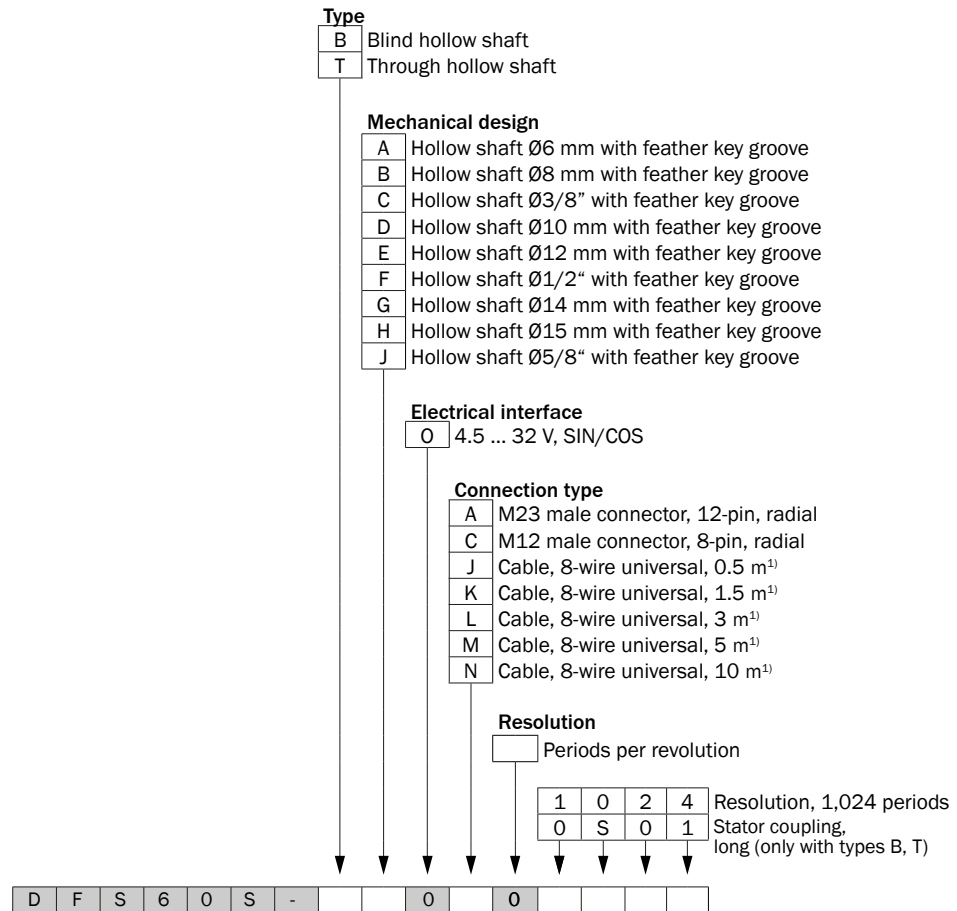 Type
B Blind hollow shaft
T Through hollow shaft
Mechanical design
A Hollow shaft Ø6 mm with feather key groove
B Hollow shaft Ø8 mm with feather key groove
C Hollow shaft Ø3/8” with feather key groove
D Hollow shaft Ø10 mm with feather key groove
E Hollow shaft Ø12 mm with feather key groove
F Hollow shaft Ø1/2“ with feather key groove
G Hollow shaft Ø14 mm with feather key groove
H Hollow shaft Ø15 mm with feather key groove
J Hollow shaft Ø5/8“ with feather key groove
Electrical interface
0 4.5 ... 32 V, SIN/COS
Connection type
A M23 male connector, 12-pin, radial
C M12 male connector, 8-pin, radial
J Cable, 8-wire universal, 0.5 m¹⁾
K Cable, 8-wire universal, 1.5 m¹⁾
L Cable, 8-wire universal, 3 m¹⁾
M Cable, 8-wire universal, 5 m¹⁾
N Cable, 8-wire universal, 10 m¹⁾
Resolution
Periods per revolution
1 0 2 4 Resolution, 1,024 periods
0 S 0 1 Stator coupling,
long (only with types B, T)
D F S 6 0 S - 0 0